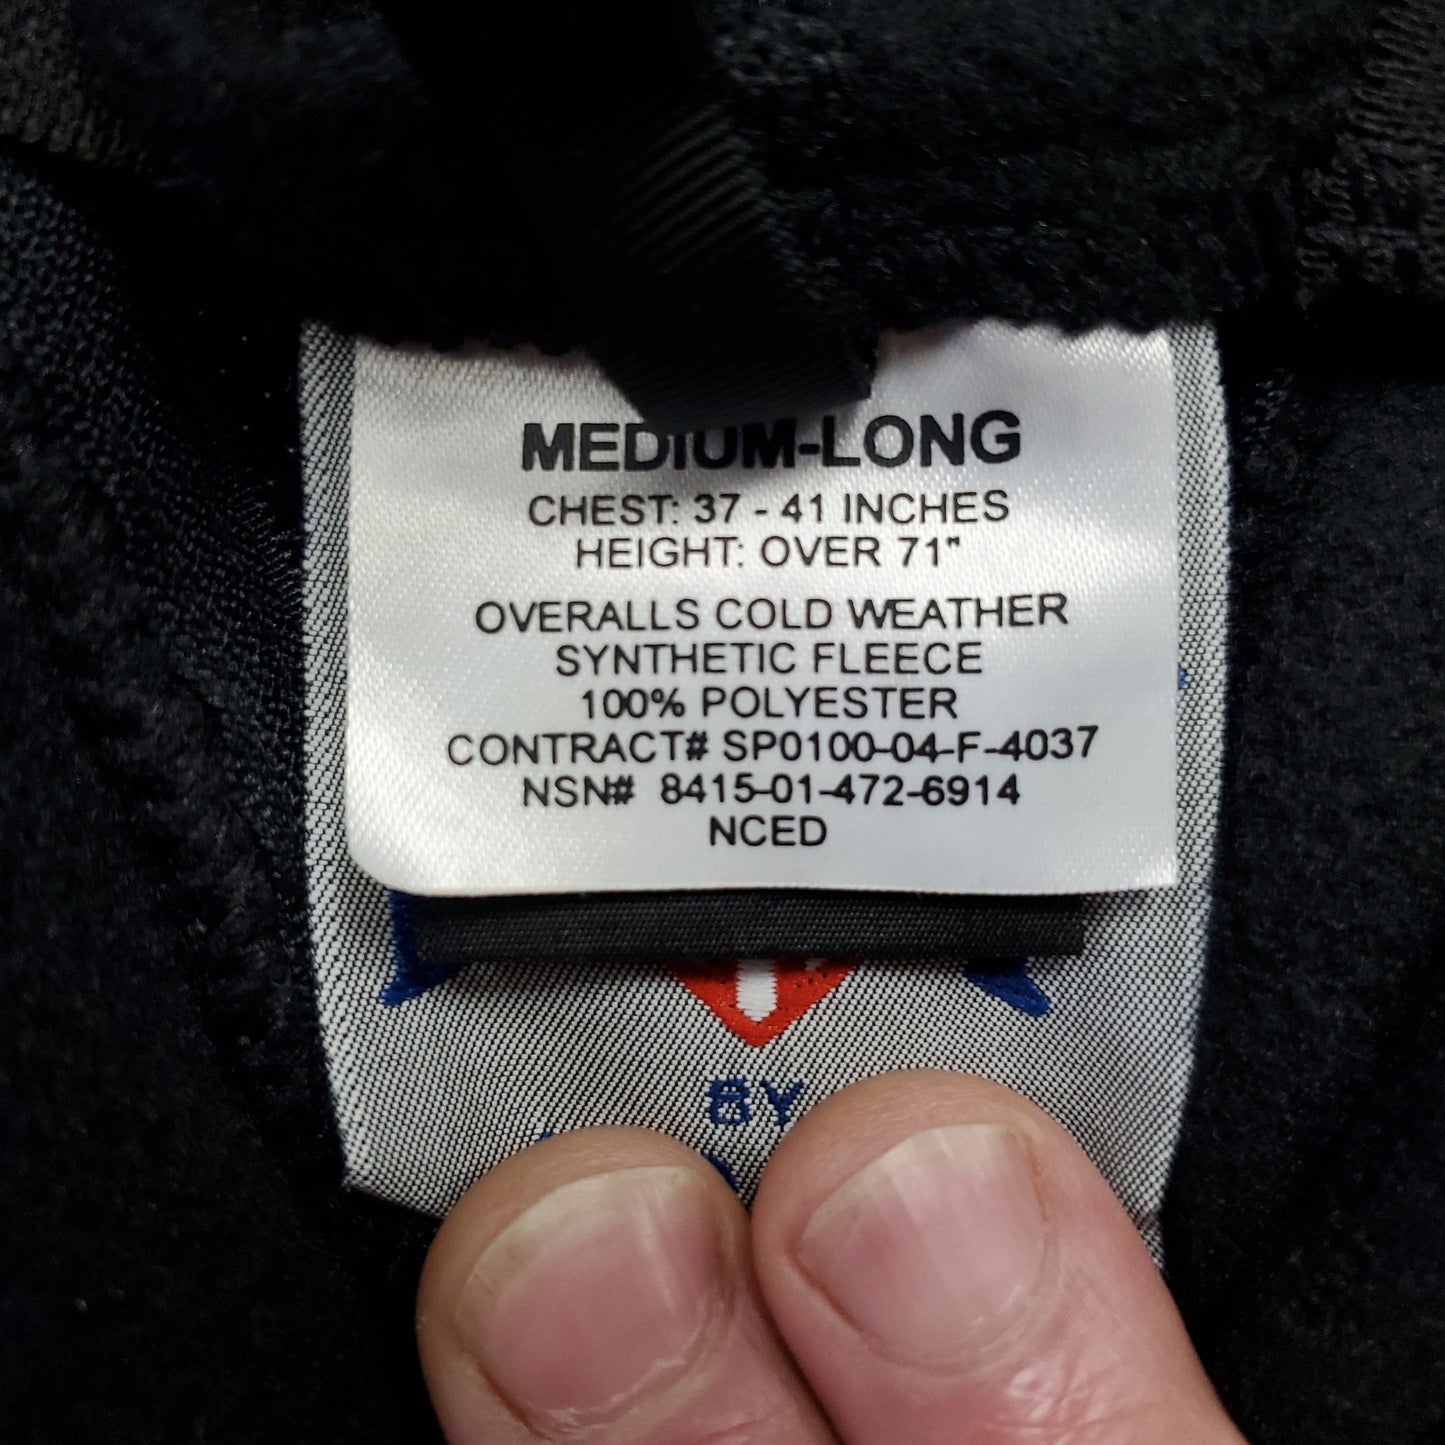 MEDIUM-LONG
CHEST: 37 - 41 INCHES
HEIGHT: OVER 71"
OVERALLS COLD WEATHER
SYNTHETIC FLEECE
100% POLYESTER
CONTRACT# SP0100-04-F-4037
NSN# 8415-01-472-6914
NCED
BY